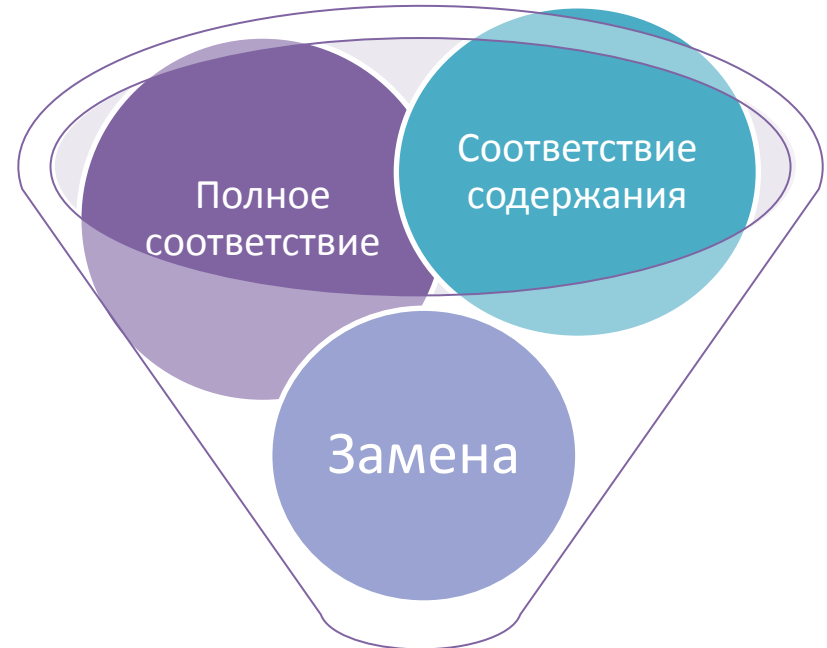 Полное
соответствие
Соответствие
содержания
Замена